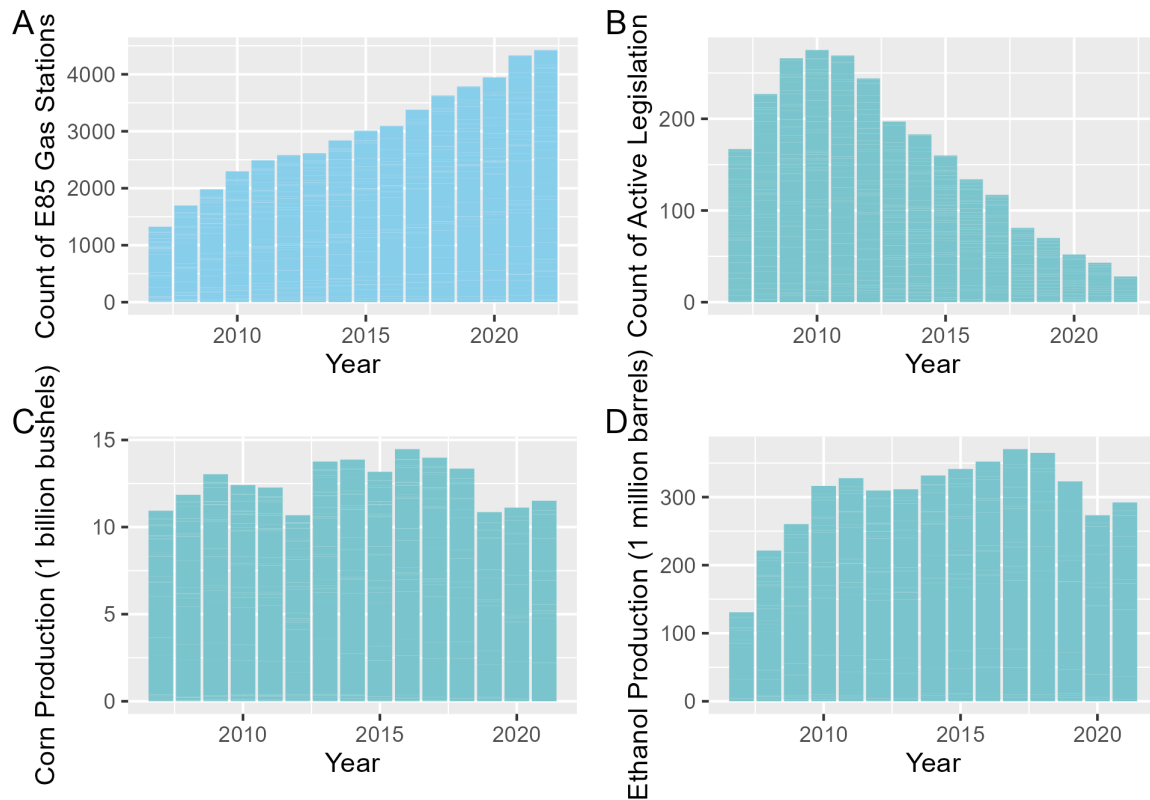 A
Count of E85 Gas Stations
4000
3000
2000
1000
0
2010 2015 2020
Year
B
Count of Active Legislation
200
100
0
2010 2015 2020
Year
C
Corn Production (1 billion bushels)
15
10
5
0
2010 2015 2020
Year
D
Ethanol Production (1 million barrels)
300
200
100
0
2010 2015 2020
Year